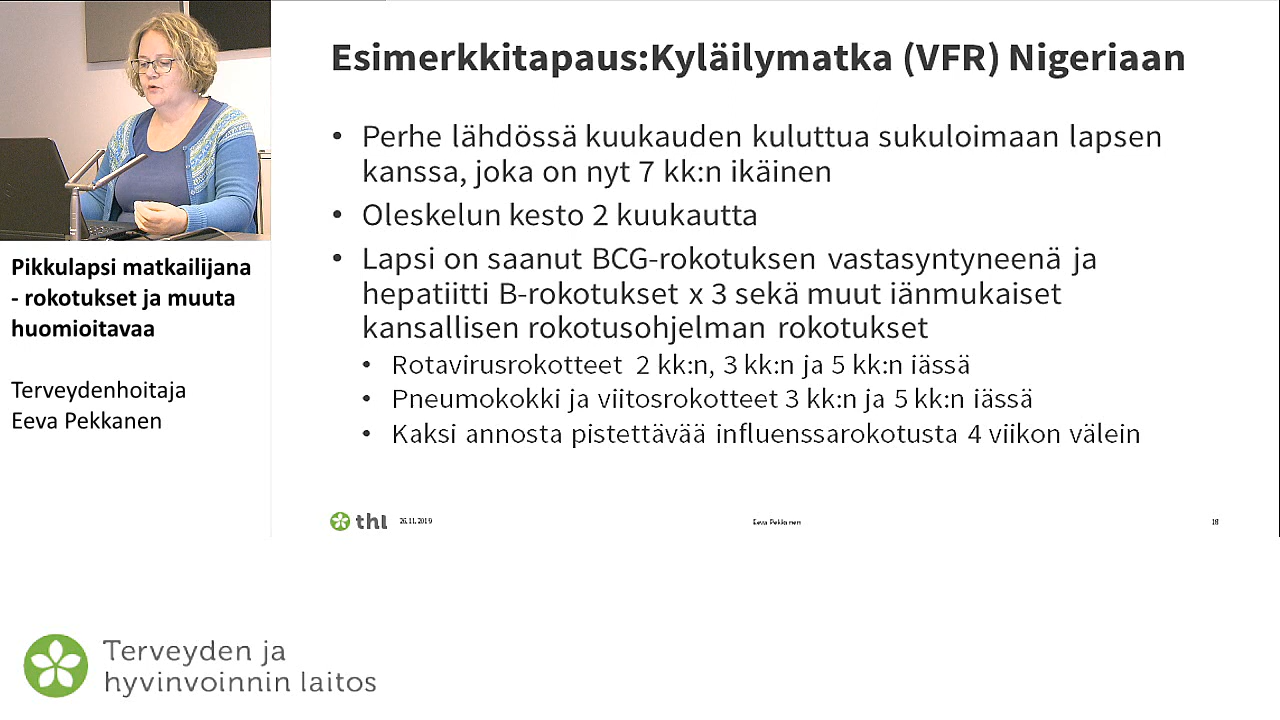 Esimerkkitapaus:Kyläilymatka (VFR) Nigeriaan
• Perhe lähdössä kuukauden kuluttua sukuloimaan lapsen
kanssa, joka on nyt 7 kk:n ikäinen
• Oleskelun kesto 2 kuukautta
• Lapsi on saanut BCG-rokotuksen vastasyntyneenä ja
hepatiitti B-rokotukset x 3 sekä muut iänmukaiset
kansallisen rokotusohjelman rokotukset
• Rotavirusrokotteet 2 kk:n, 3 kk:n ja 5 kk:n iässä
• Pneumokokki ja viitosrokotteet 3 kk:n ja 5 kk:n iässä
• Kaksi annosta pistettävää influenssarokotusta 4 viikon välein
thl
26.11.2019
Eeva Pekkanen
18
Pikkulapsi matkailijana
- rokotukset ja muuta
huomioitavaa
Terveydenhoitaja
Eeva Pekkanen
Terveyden ja
hyvinvoinnin laitos